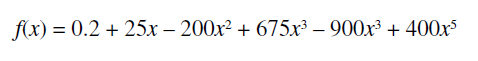 f(x) = 0.2 + 25x – 200x² + 675x³ – 900x³ + 400x⁵